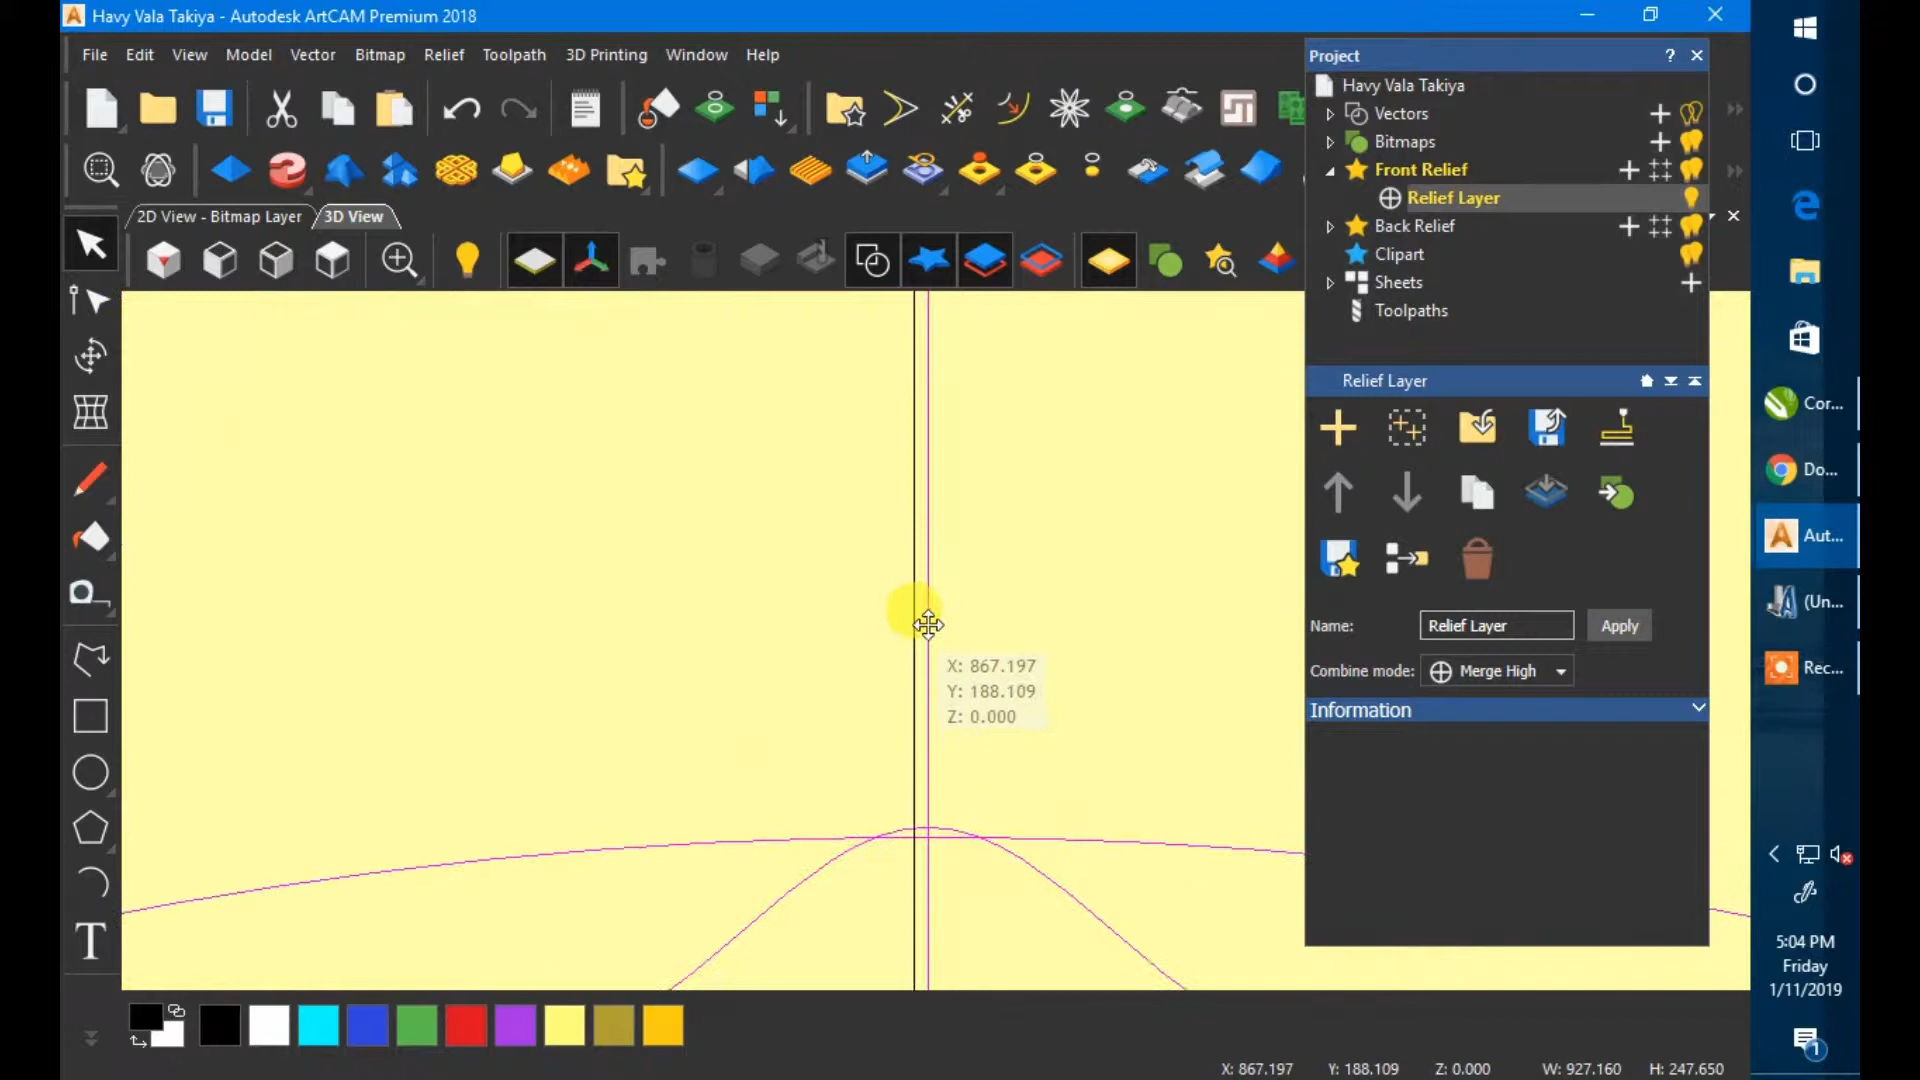 Havy Vala Takiya - Autodesk ArtCAM Premium 2018
File Edit View Model Vector Bitmap Relief Toolpath 3D Printing Window Help
Project
?
Havy Vala Takiya
Vectors
Bitmaps
Front Relief
Relief Layer
Back Relief
Clipart
Sheets
Toolpaths
2D View - Bitmap Layer
3D View
Relief Layer
Name: Relief Layer Apply
Combine mode: Merge High
Information
X: 867.197
Y: 188.109
Z: 0.000
T
X: 867.197 Y: 188.109 Z: 0.000 W: 927.160 H: 247.650
Cor...
Do...
Aut...
(Un...
Rec...
5:04 PM
Friday
1/11/2019
1